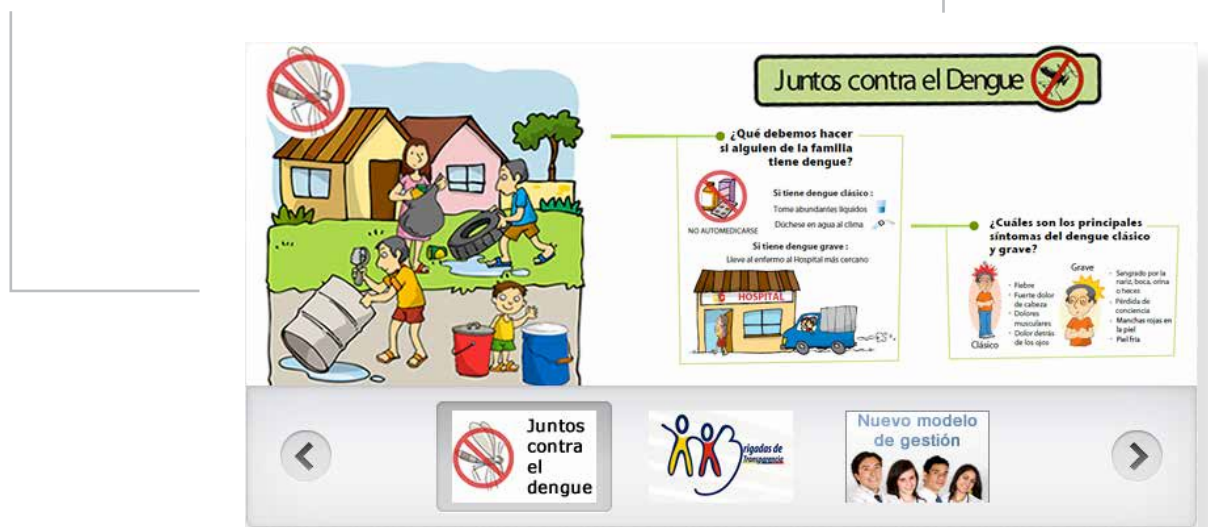 Juntos contra el Dengue
¿Qué debemos hacer
si alguien de la familia
tiene dengue?
NO AUTOMEDICARSE
Si tiene dengue clásico :
Tome abundantes líquidos
Dúchese en agua al clima
Si tiene dengue grave :
Lleve al enfermo al Hospital más cercano
HOSPITAL
¿Cuáles son los principales
síntomas del dengue clásico
y grave?
Clásico
· Fiebre
· Fuerte dolor
de cabeza
· Dolores
musculares
· Dolor detrás
de los ojos
Grave
· Sangrado por la
nariz, boca, orina
o heces
· Pérdida de
conciencia
· Manchas rojas en
la piel
· Piel fría
Juntos
contra
el
dengue
Brigadas de
Transparencia
Nuevo modelo
de gestión